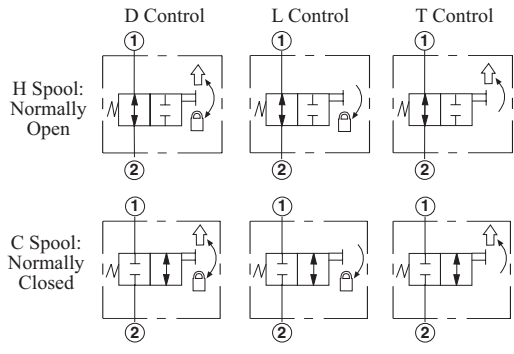 D Control L Control T Control
1 1 1
H Spool:
Normally
Open
2 2 2
1 1 1
C Spool:
Normally
Closed
2 2 2